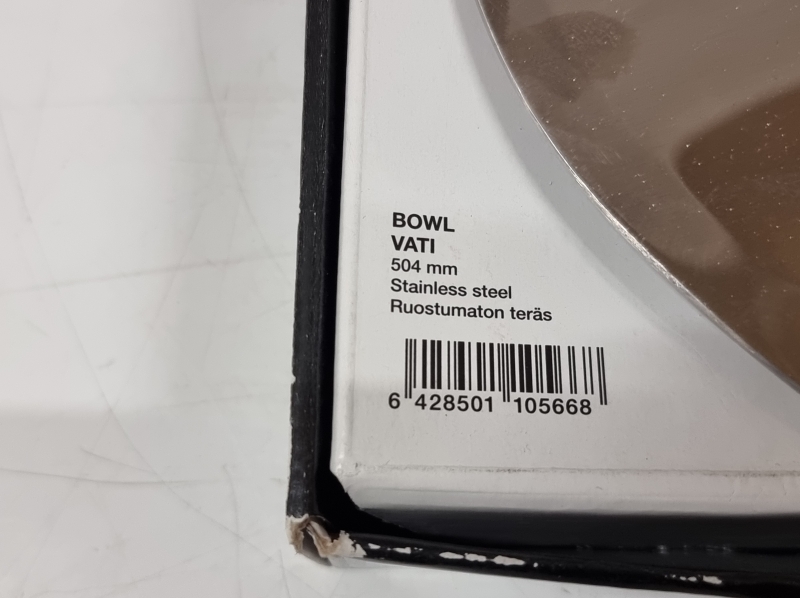 BOWL
VATI
504 mm
Stainless steel
Ruostumaton teräs
6 428501 105668